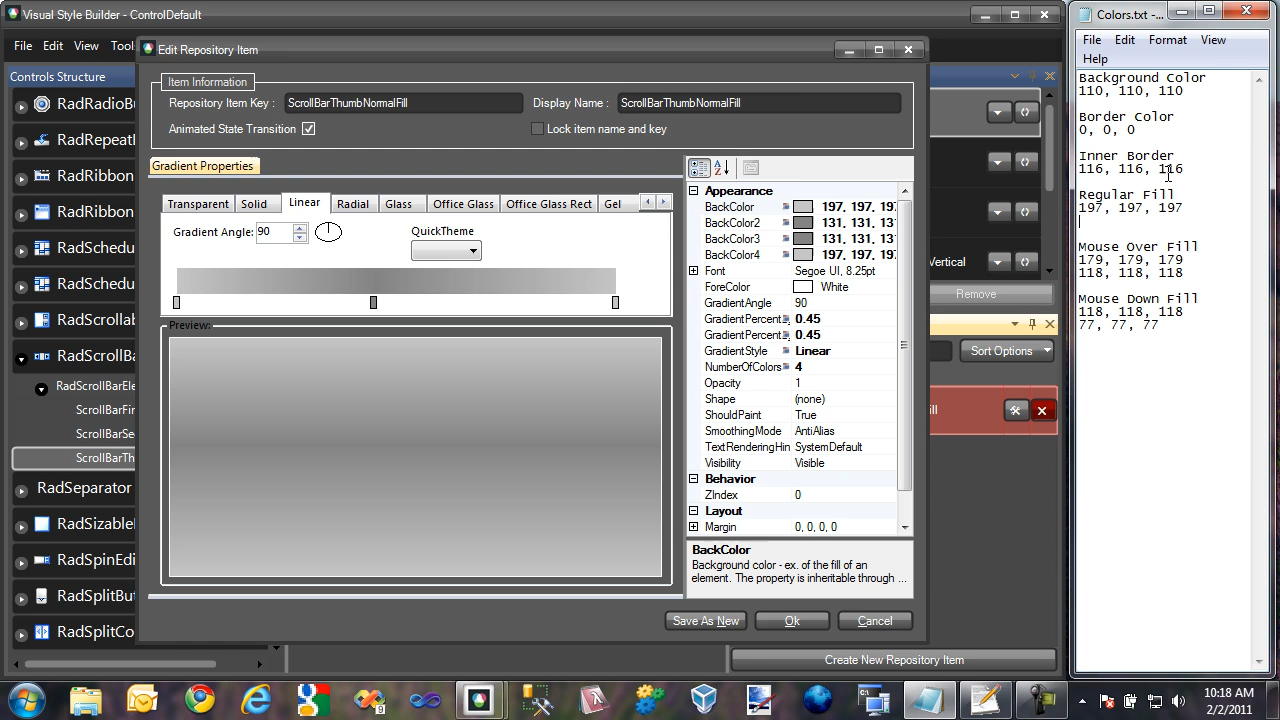 Visual Style Builder - ControlDefault
File Edit View Tool
Controls Structure
RadRadioBu
RadRepeatE
RadRibbon
RadRibbon
RadSchedu
RadSchedu
RadScrollab
RadScrollBa
RadScrollBarEle
ScrollBarFir
ScrollBarSe
ScrollBarTh
RadSeparator
RadSizableI
RadSpinEdi
RadSplitBut
RadSplitCo
Edit Repository Item
Item Information
Repository Item Key : ScrollBarThumbNormalFill Display Name : ScrollBarThumbNormalFill
Animated State Transition Lock item name and key
Gradient Properties
Transparent Solid Linear Radial Glass Office Glass Office Glass Rect Gel
Gradient Angle: 90 QuickTheme
Preview:
Appearance
BackColor 197, 197, 197
BackColor2 131, 131, 131
BackColor3 131, 131, 131
BackColor4 197, 197, 197
Font Segoe UI, 8.25pt
ForeColor White
GradientAngle 90
GradientPercent 0.45
GradientPercent 0.45
GradientStyle Linear
NumberOfColors 4
Opacity 1
Shape (none)
ShouldPaint True
SmoothingMode AntiAlias
TextRenderingHin SystemDefault
Visibility Visible
Behavior
ZIndex 0
Layout
Margin 0, 0, 0, 0
BackColor
Background color - ex. of the fill of an
element. The property is inheritable through ...
Save As New Ok Cancel
Vertical
Remove
Sort Options
ill
Create New Repository Item
Colors.txt -...
File Edit Format View
Help
Background Color
110, 110, 110
Border Color
0, 0, 0
Inner Border
116, 116, 116
Regular Fill
197, 197, 197
Mouse Over Fill
179, 179, 179
118, 118, 118
Mouse Down Fill
118, 118, 118
77, 77, 77
9
10:18 AM
2/2/2011